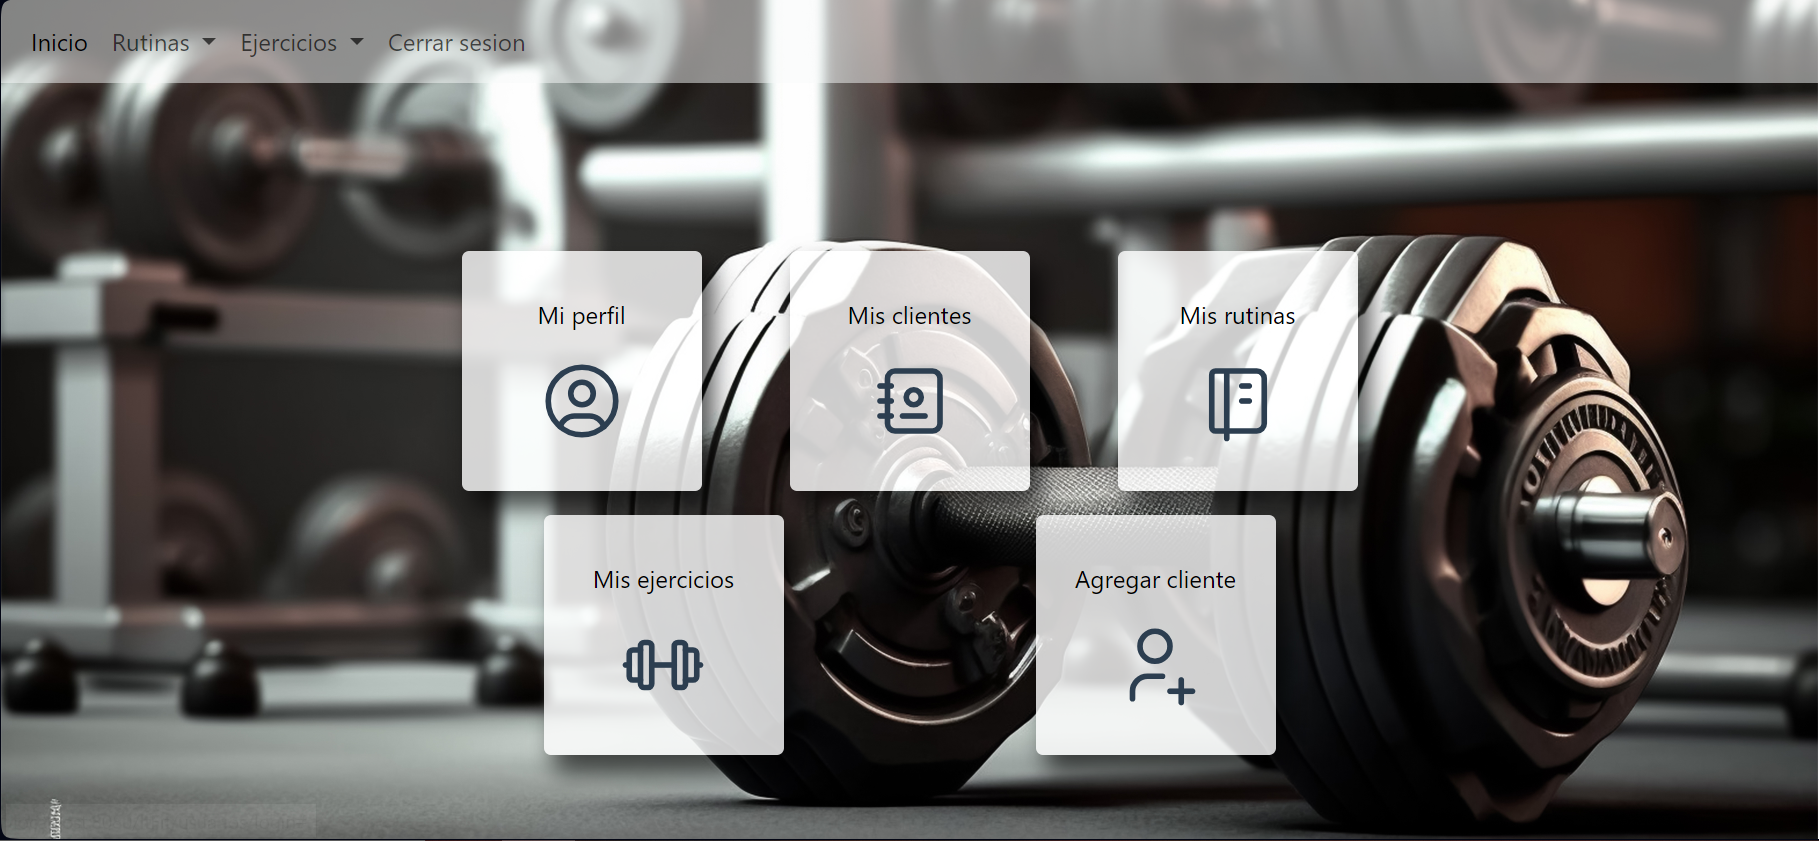 Inicio Rutinas Ejercicios Cerrar sesion
Mi perfil
Mis clientes
Mis rutinas
Mis ejercicios
Agregar cliente